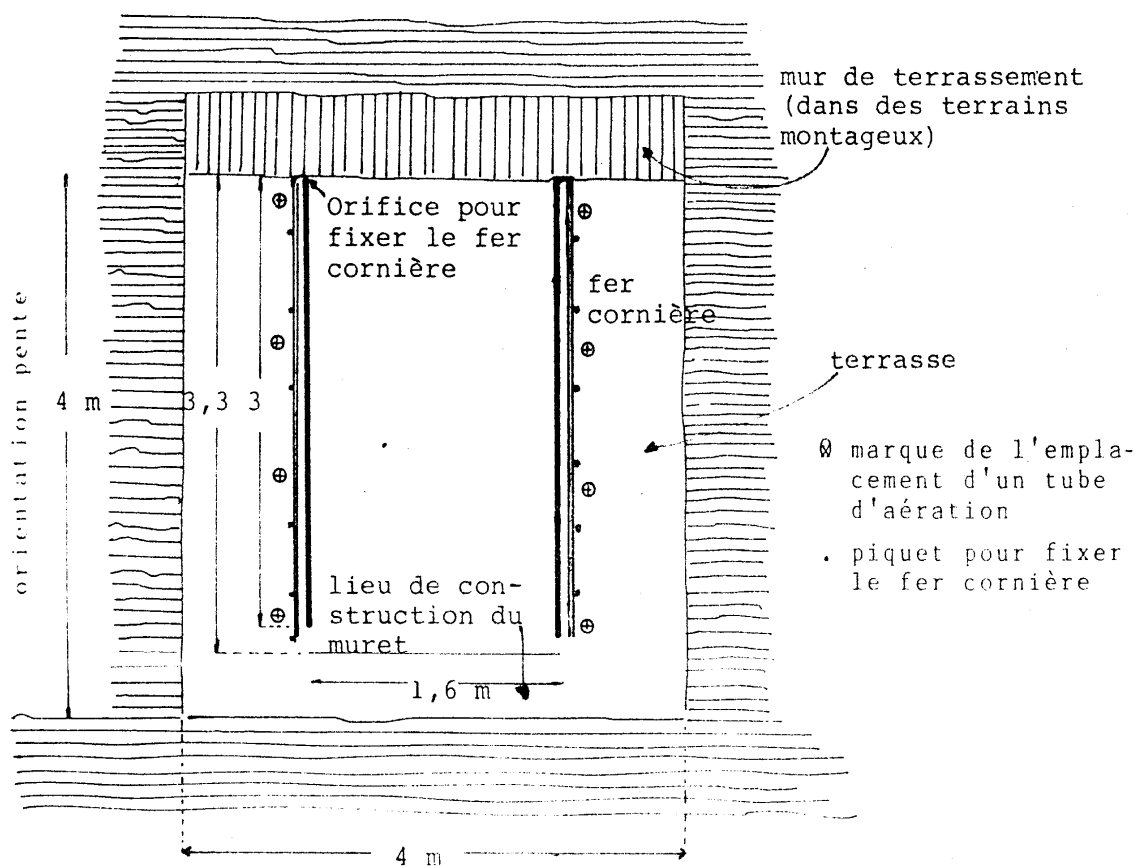 mur de terrassement
(dans des terrains
montageux)
Orifice pour
fixer le fer
cornière
fer
cornière
orientation pente
4 m
3,3 3
terrasse
⊕ marque de l'empla-
cement d'un tube
d'aération
. piquet pour fixer
le fer cornière
lieu de con-
struction du
muret
1,6 m
4 m